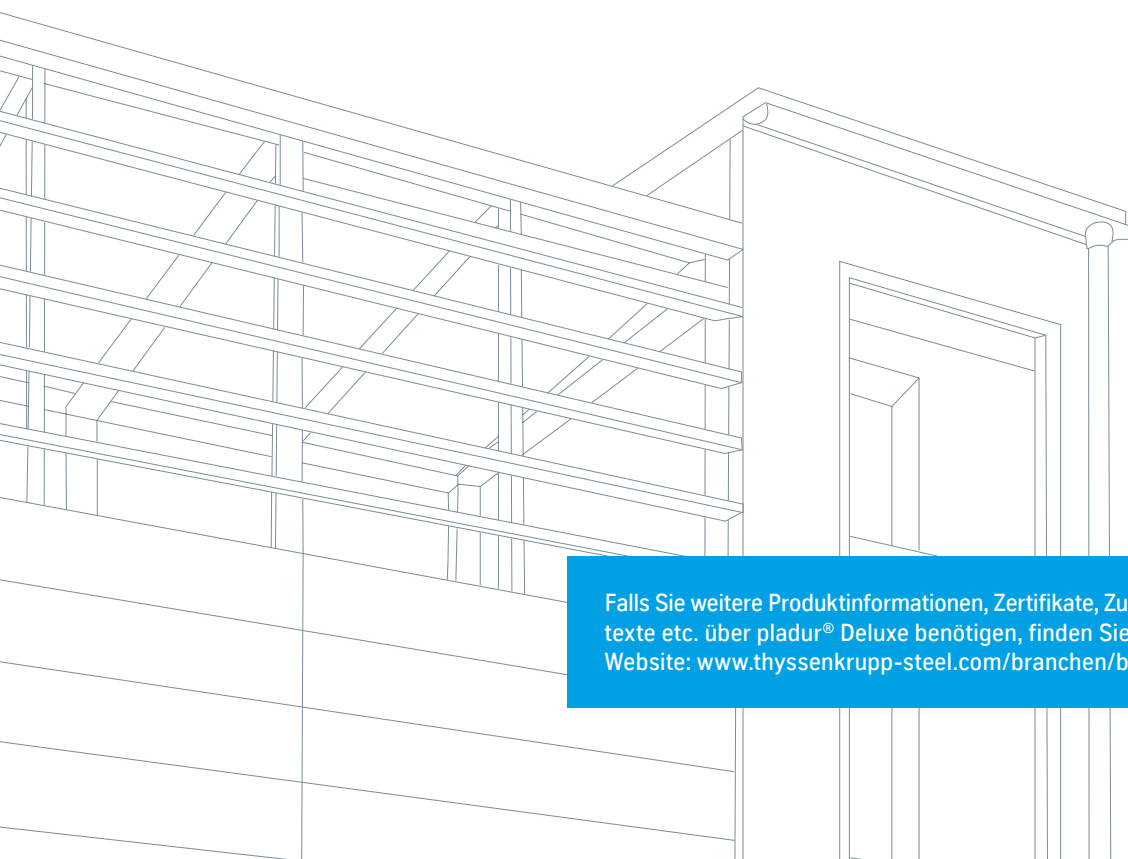 Falls Sie weitere Produktinformationen, Zertifikate, Zu
texte etc. über pladur® Deluxe benötigen, finden Sie
Website: www.thyssenkrupp-steel.com/branchen/b